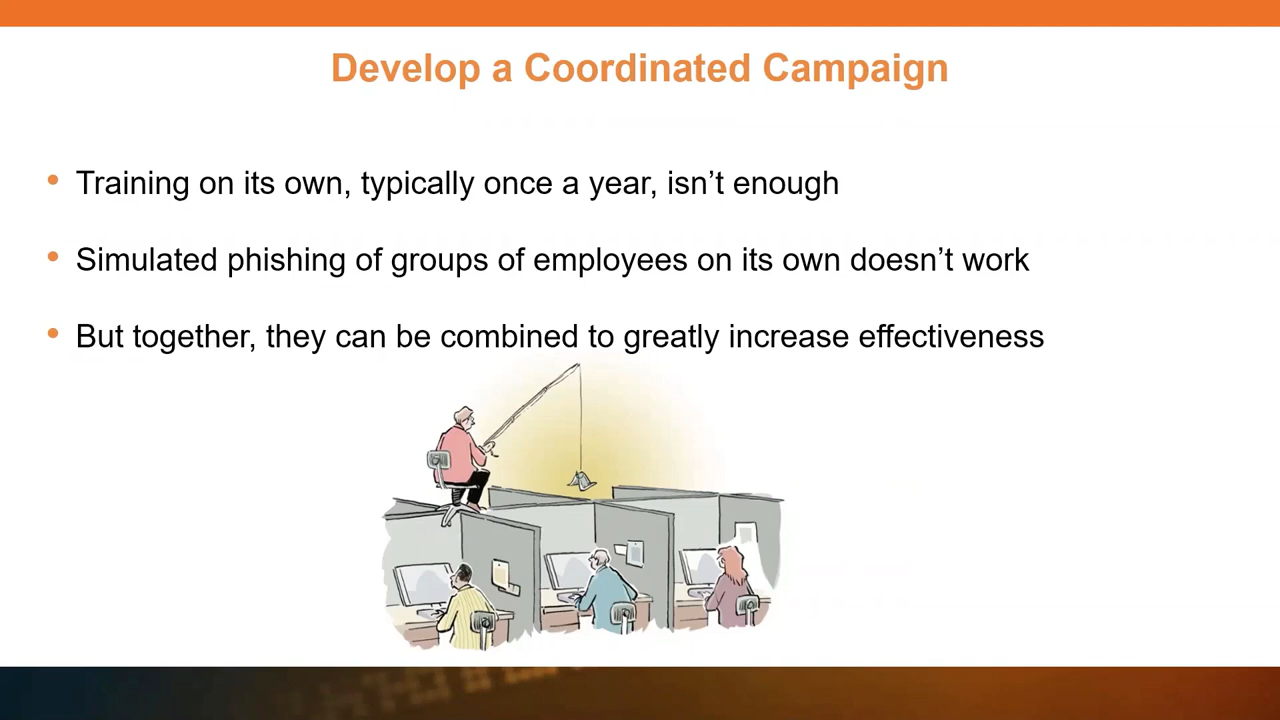 Develop a Coordinated Campaign
• Training on its own, typically once a year, isn’t enough
• Simulated phishing of groups of employees on its own doesn’t work
• But together, they can be combined to greatly increase effectiveness